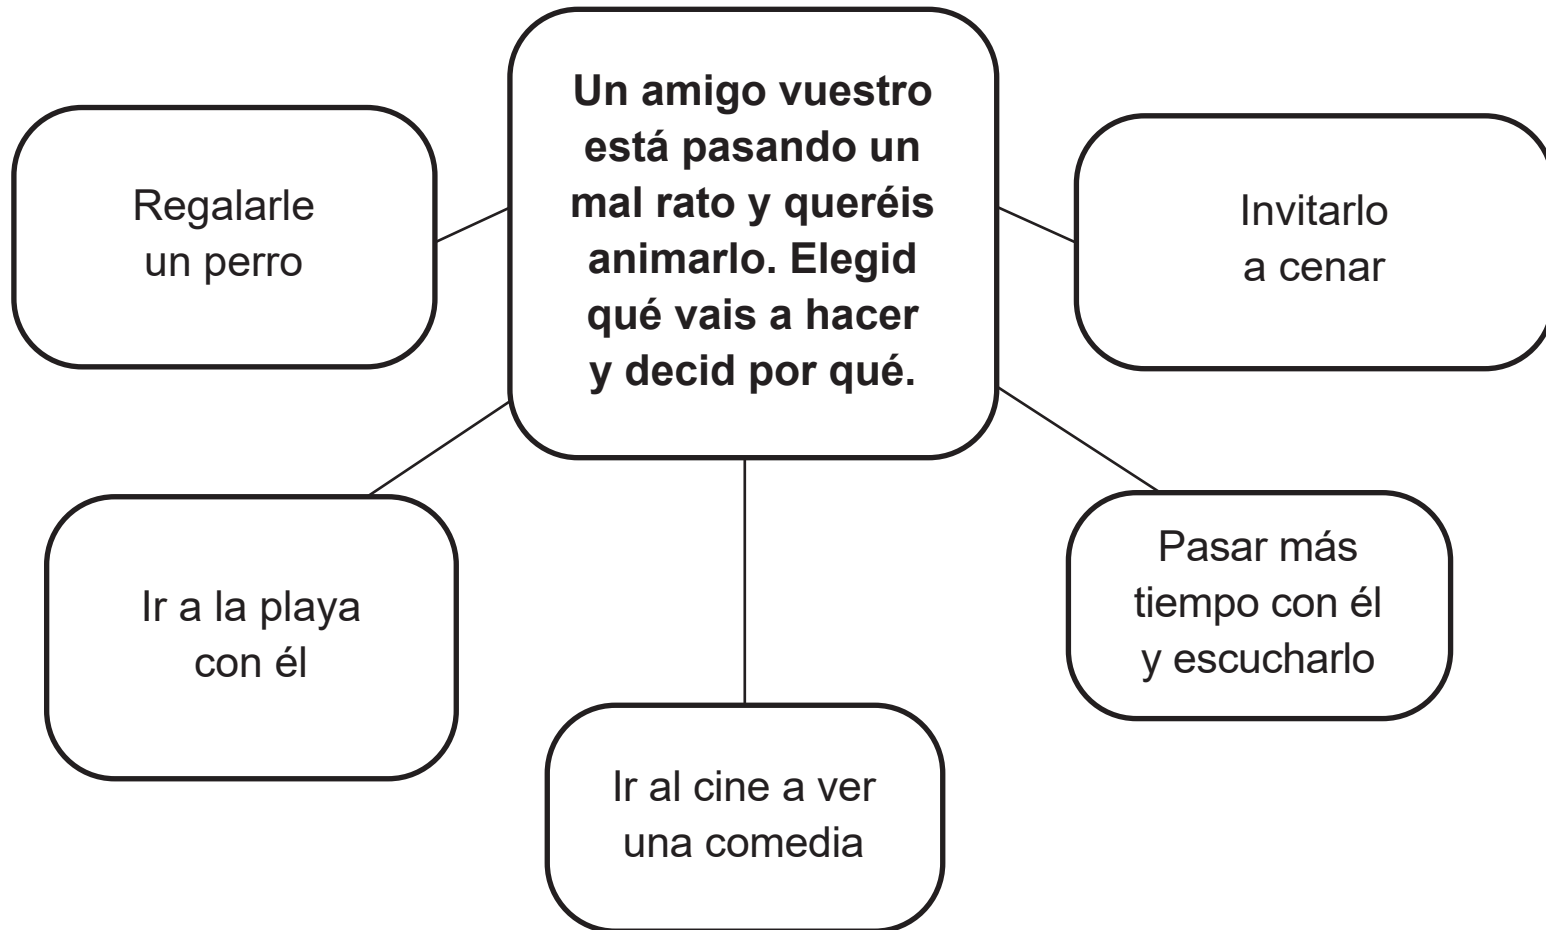 Un amigo vuestro
está pasando un
mal rato y queréis
animarlo. Elegid
qué vais a hacer
y decid por qué.
Regalarle
un perro
Invitarlo
a cenar
Ir a la playa
con él
Pasar más
tiempo con él
y escucharlo
Ir al cine a ver
una comedia